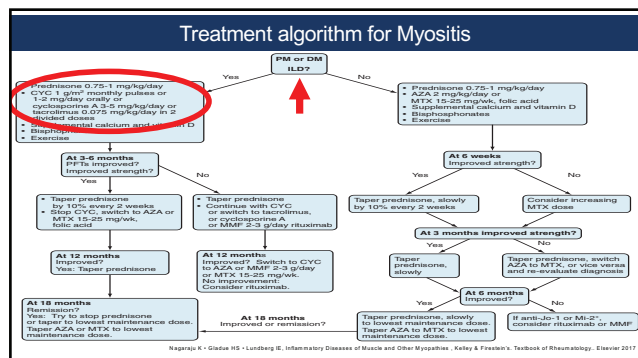 Treatment algorithm for Myositis
PM or DM
ILD?
Yes
No
• Prednisone 0.75-1 mg/kg/day
• CYC 1 g/m² monthly pulses or
1-2 mg/day orally or
cyclosporine A 3-5 mg/kg/day or
tacrolimus 0.075 mg/kg/day in 2
divided doses
• Supplemental calcium and vitamin D
• Bisphosphonates
• Exercise
• Prednisone 0.75-1 mg/kg/day
• AZA 2 mg/kg/day or
MTX 15-25 mg/wk, folic acid
• Supplemental calcium and vitamin D
• Bisphosphonates
• Exercise
At 3-6 months
PFTs improved?
Improved strength?
Yes
No
• Taper prednisone
by 10% every 2 weeks
• Stop CYC, switch to AZA or
MTX 15-25 mg/wk,
folic acid
• Taper prednisone
• Continue with CYC
or switch to tacrolimus,
or cyclosporine A
or MMF 2-3 g/day rituximab
At 12 months
Improved?
Yes: Taper prednisone
At 12 months
Improved? Switch to CYC
to AZA or MMF 2-3 g/day
or MTX 15-25 mg/wk.
No improvement:
Consider rituximab.
At 18 months
Remission?
Yes: Try to stop prednisone
or taper to lowest maintenance dose.
Taper AZA or MTX to lowest
maintenance dose.
At 6 weeks
Improved strength?
Yes
No
Taper prednisone, slowly
by 10% every 2 weeks
Consider increasing
MTX dose
At 3 months improved strength?
Yes
No
Taper
prednisone,
slowly
Taper prednisone, switch
AZA to MTX, or vice versa
and re-evaluate diagnosis
At 6 months
Improved?
Yes
No
At 18 months
Improved or remission?
Taper prednisone, slowly
to lowest maintenance dose.
Taper AZA to MTX to lowest
maintenance dose.
If anti-Jo-1 or Mi-2⁺,
consider rituximab or MMF
Nagaraju K • Gladue HS • Lundberg IE, Inflammatory Diseases of Muscle and Other Myopathies , Kelley & Firestein's. Textbook of Rheumatology.. Elsevier 2017